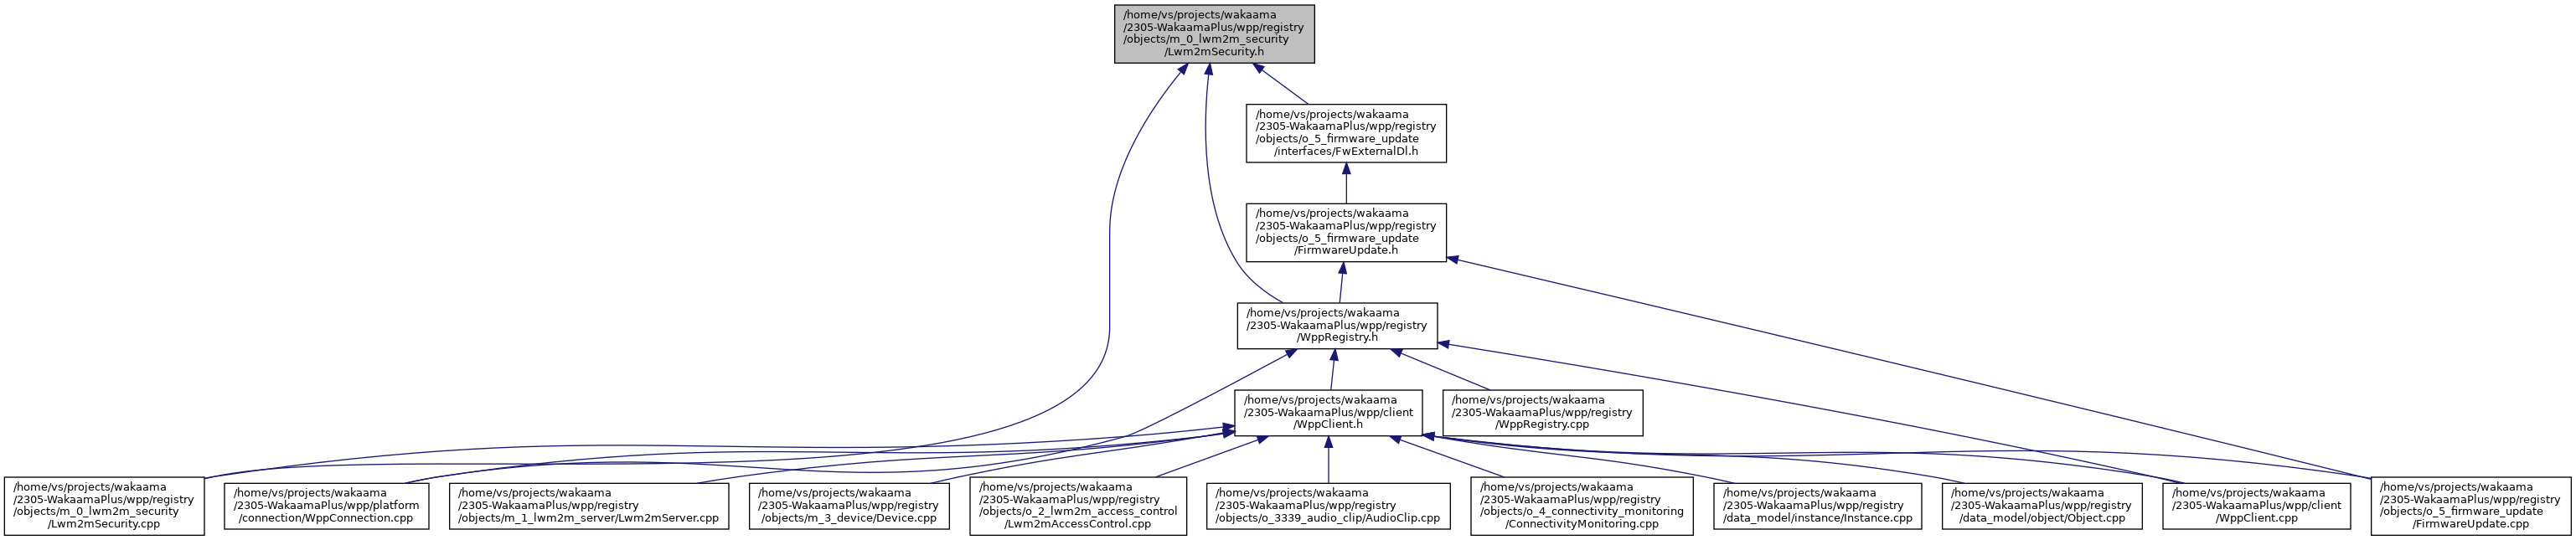 /home/vs/projects/wakaama
/2305-WakaamaPlus/wpp/registry
/objects/m_0_lwm2m_security
/Lwm2mSecurity.h
/home/vs/projects/wakaama
/2305-WakaamaPlus/wpp/registry
/objects/o_5_firmware_update
/interfaces/FwExternalDl.h
/home/vs/projects/wakaama
/2305-WakaamaPlus/wpp/registry
/objects/o_5_firmware_update
/FirmwareUpdate.h
/home/vs/projects/wakaama
/2305-WakaamaPlus/wpp/registry
/WppRegistry.h
/home/vs/projects/wakaama
/2305-WakaamaPlus/wpp/client
/WppClient.h
/home/vs/projects/wakaama
/2305-WakaamaPlus/wpp/registry
/WppRegistry.cpp
/home/vs/projects/wakaama
/2305-WakaamaPlus/wpp/registry
/objects/m_0_lwm2m_security
/Lwm2mSecurity.cpp
/home/vs/projects/wakaama
/2305-WakaamaPlus/wpp/platform
/connection/WppConnection.cpp
/home/vs/projects/wakaama
/2305-WakaamaPlus/wpp/registry
/objects/m_1_lwm2m_server/Lwm2mServer.cpp
/home/vs/projects/wakaama
/2305-WakaamaPlus/wpp/registry
/objects/m_3_device/Device.cpp
/home/vs/projects/wakaama
/2305-WakaamaPlus/wpp/registry
/objects/o_2_lwm2m_access_control
/Lwm2mAccessControl.cpp
/home/vs/projects/wakaama
/2305-WakaamaPlus/wpp/registry
/objects/o_3339_audio_clip/AudioClip.cpp
/home/vs/projects/wakaama
/2305-WakaamaPlus/wpp/registry
/objects/o_4_connectivity_monitoring
/ConnectivityMonitoring.cpp
/home/vs/projects/wakaama
/2305-WakaamaPlus/wpp/registry
/data_model/instance/Instance.cpp
/home/vs/projects/wakaama
/2305-WakaamaPlus/wpp/registry
/data_model/object/Object.cpp
/home/vs/projects/wakaama
/2305-WakaamaPlus/wpp/client
/WppClient.cpp
/home/vs/projects/wakaama
/2305-WakaamaPlus/wpp/registry
/objects/o_5_firmware_update
/FirmwareUpdate.cpp